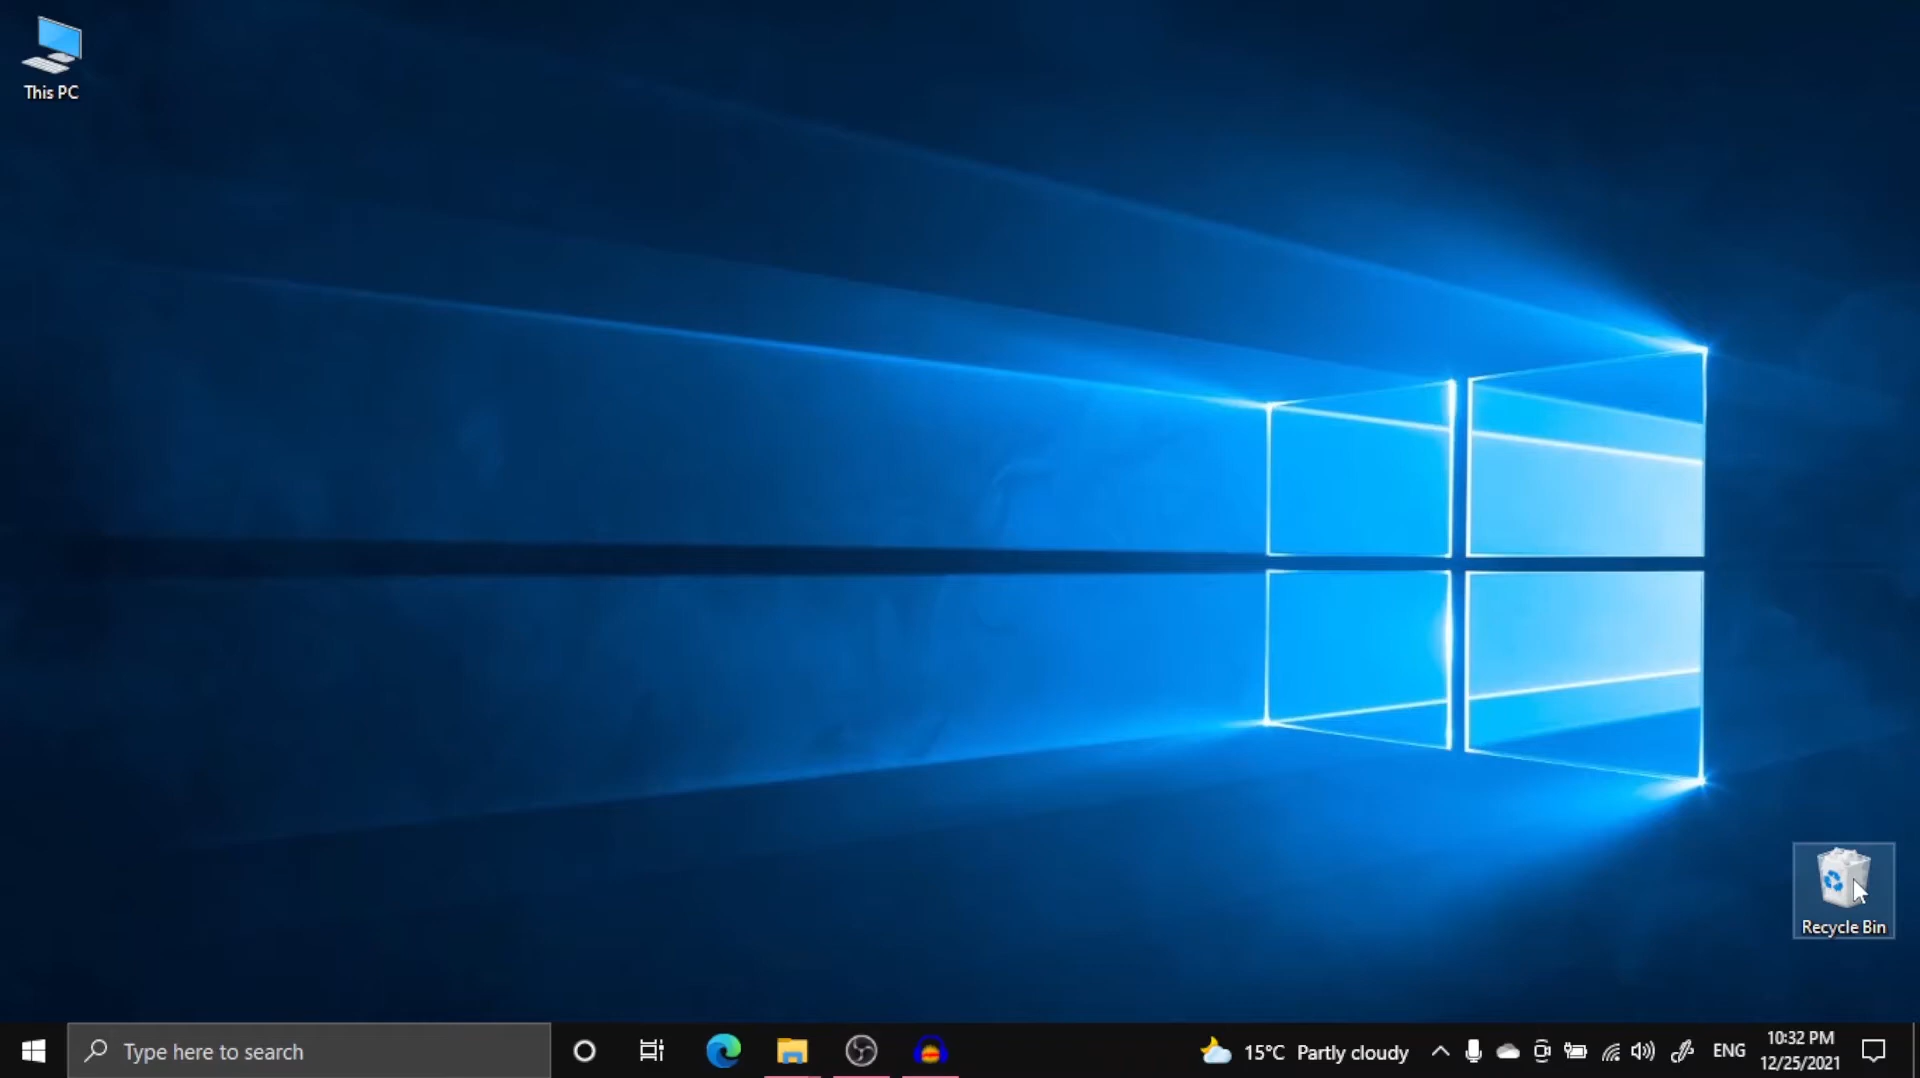 This PC
Recycle Bin
Type here to search
15°C Partly cloudy
ENG
10:32 PM
12/25/2021